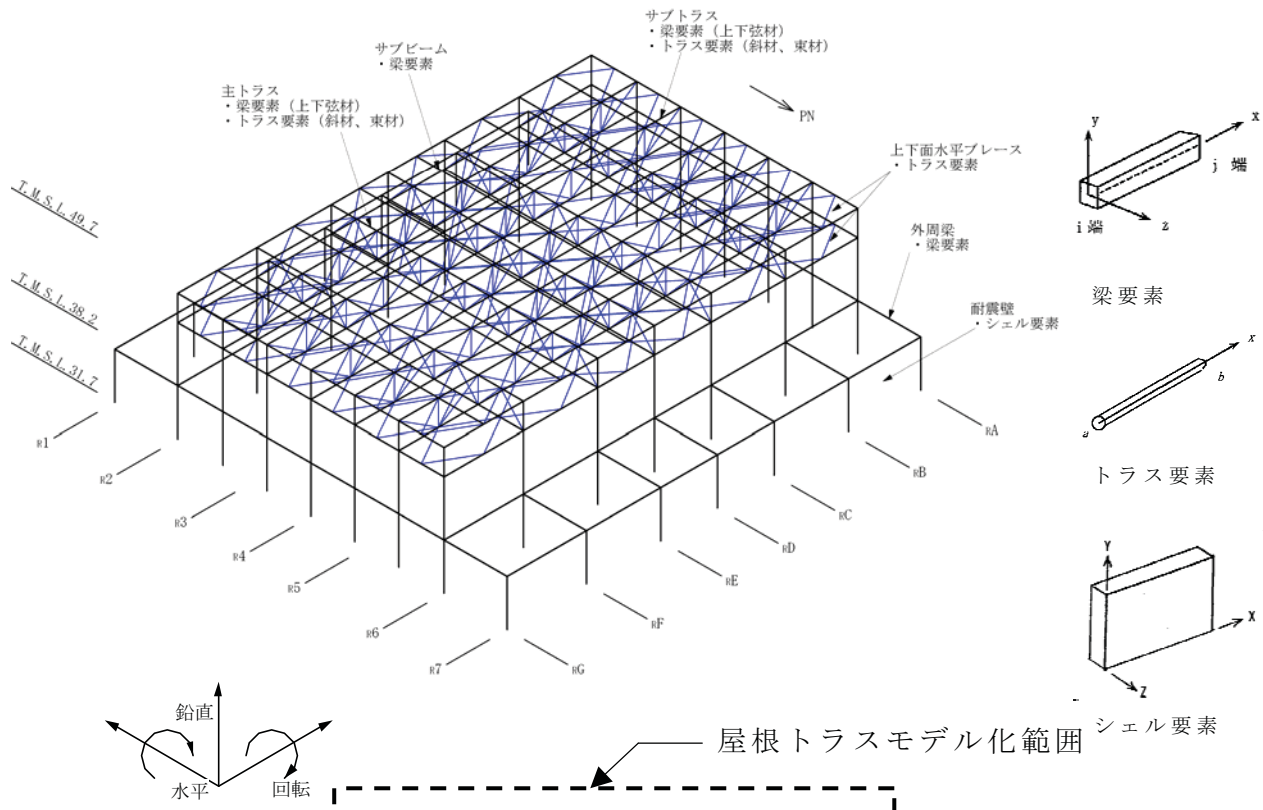 サブトラス
・梁要素（上下弦材）
・トラス要素（斜材、束材）
サブビーム
・梁要素
主トラス
・梁要素（上下弦材）
・トラス要素（斜材、束材）
PN
上下面水平ブレース
・トラス要素
外周梁
・梁要素
耐震壁
・シェル要素
T.M.S.L.49.7
T.M.S.L.38.2
T.M.S.L.31.7
R1
R2
R3
R4
R5
R6
R7
RA
RB
RC
RD
RE
RF
RG
y
x
j 端
i端
z
梁要素
x
b
a
トラス要素
Y
X
Z
シェル要素
鉛直
水平
回転
屋根トラスモデル化範囲